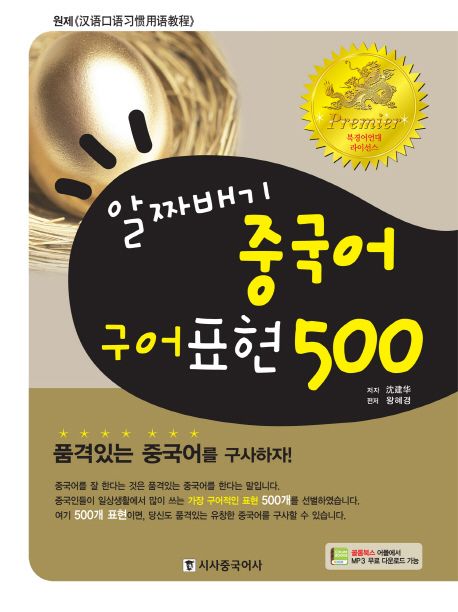 원제《汉语口语习惯用语教程》
Premier
북경어언대
라이선스
알짜배기
중국어
구어표현 500
저자 沈建华
편저 왕혜경
품격있는 중국어를 구사하자!
중국어를 잘 한다는 것은 품격있는 중국어를 한다는 말입니다.
중국인들이 일상생활에서 많이 쓰는 가장 구어적인 표현 500개를 선별하였습니다.
여기 500개 표현이면, 당신도 품격있는 유창한 중국어를 구사할 수 있습니다.
시사중국어사
콜롬북스 어플에서
MP3 무료 다운로드 가능